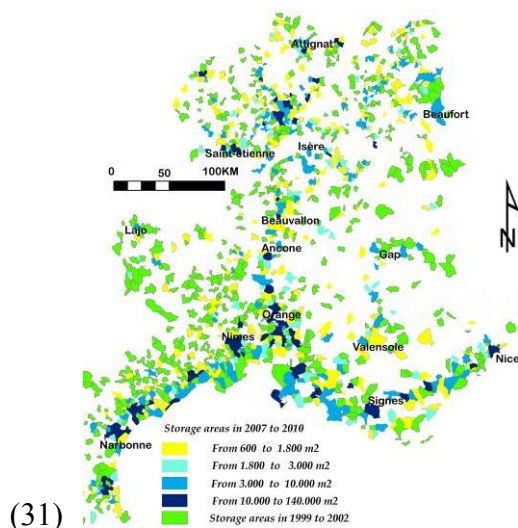 Attignat
Beaufort
Saint-étienne
Isère
0 50 100KM
Beauvallon
Lajo
N
Ancone
Gap
Orange
Nimes
Valensole
Nice
Signes
Narbonne
Storage areas in 2007 to 2010
From 600 to 1.800 m2
From 1.800 to 3.000 m2
From 3.000 to 10.000 m2
From 10.000 to 140.000 m2
Storage areas in 1999 to 2002
(31)